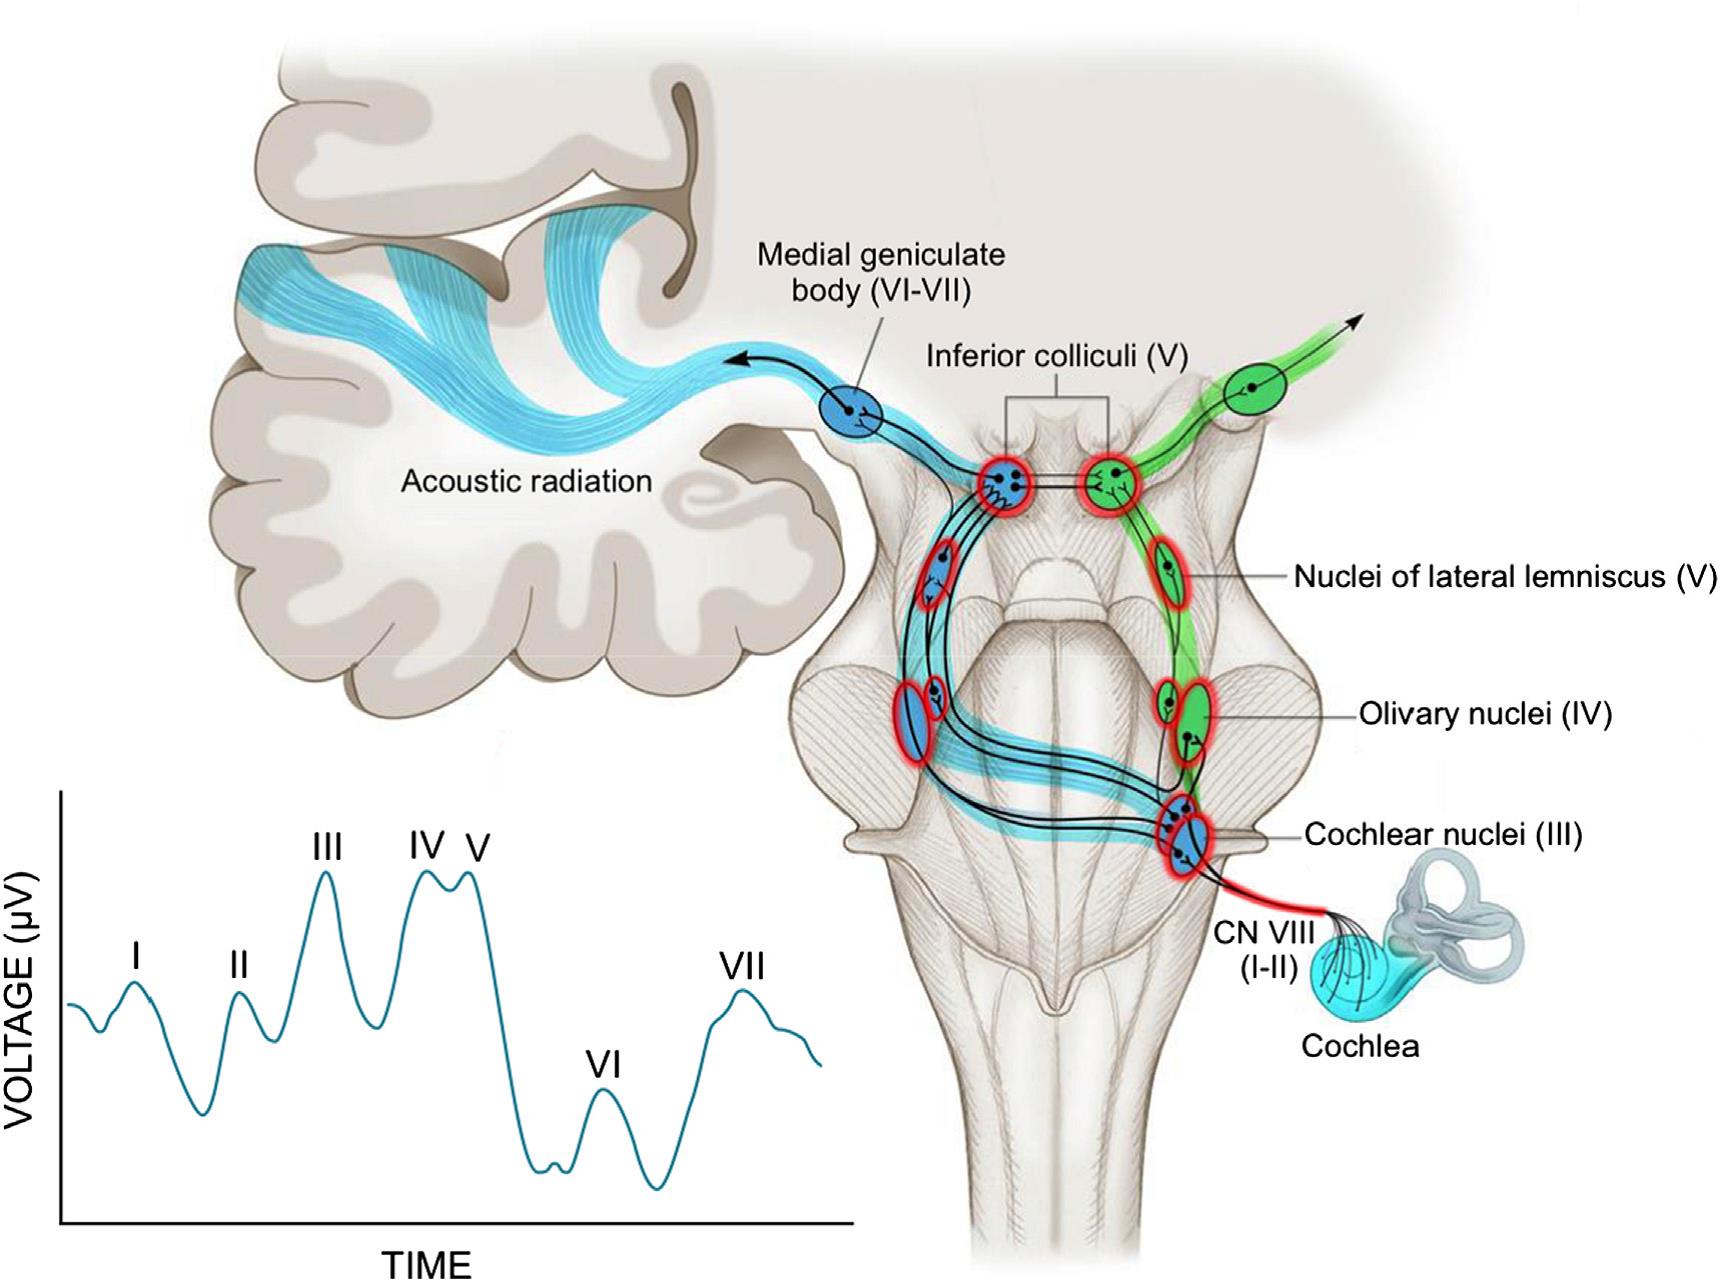 Medial geniculate
body (VI-VII)
Inferior colliculi (V)
Acoustic radiation
Nuclei of lateral lemniscus (V)
Olivary nuclei (IV)
Cochlear nuclei (III)
CN VIII
(I-II)
Cochlea
VOLTAGE (µV)
I
II
III
IV
V
VI
VII
TIME